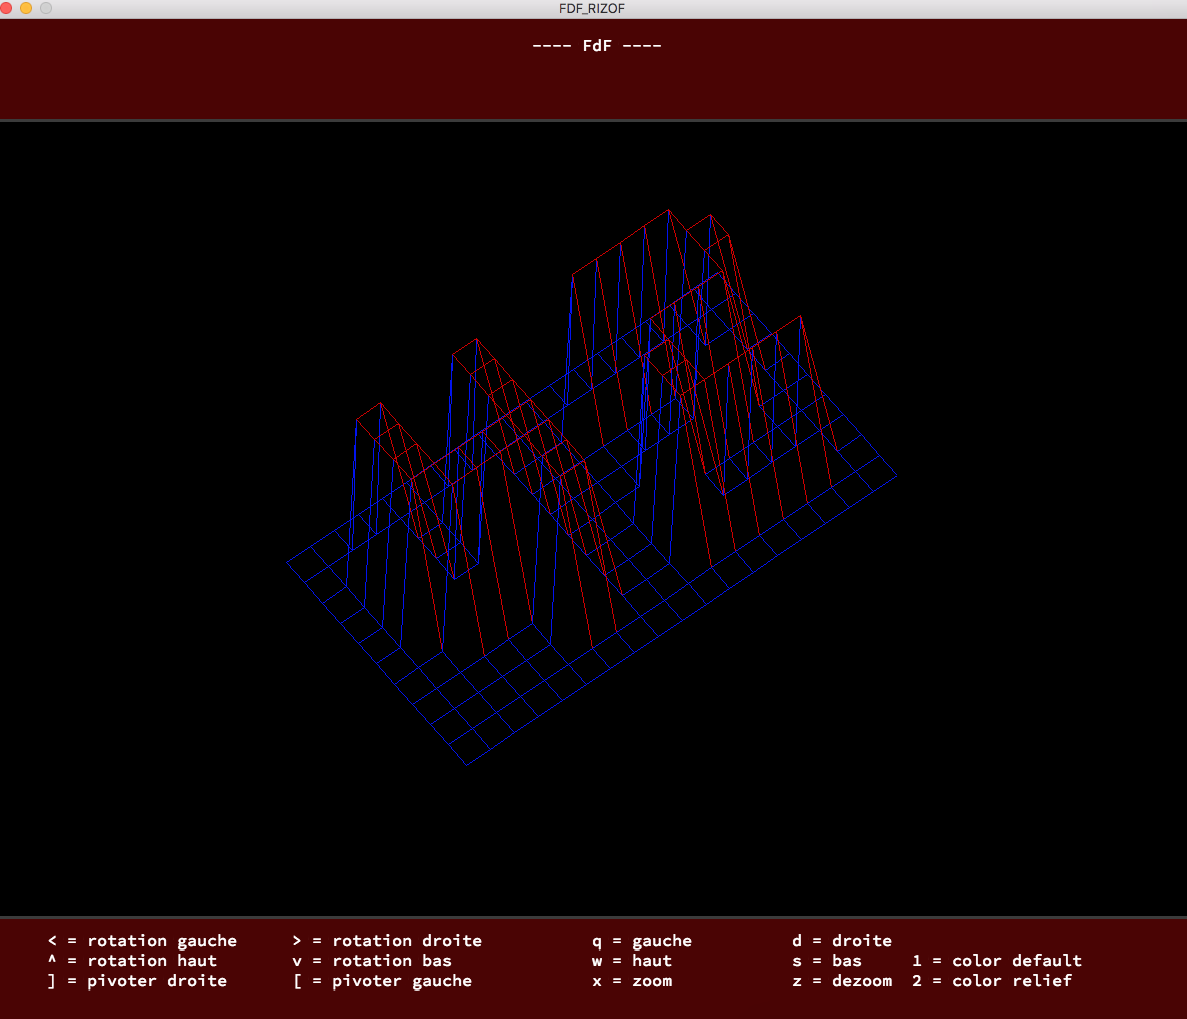 FDF_RIZOF
---- FdF ----
< = rotation gauche > = rotation droite q = gauche d = droite
^ = rotation haut v = rotation bas w = haut s = bas 1 = color default
] = pivoter droite [ = pivoter gauche x = zoom z = dezoom 2 = color relief